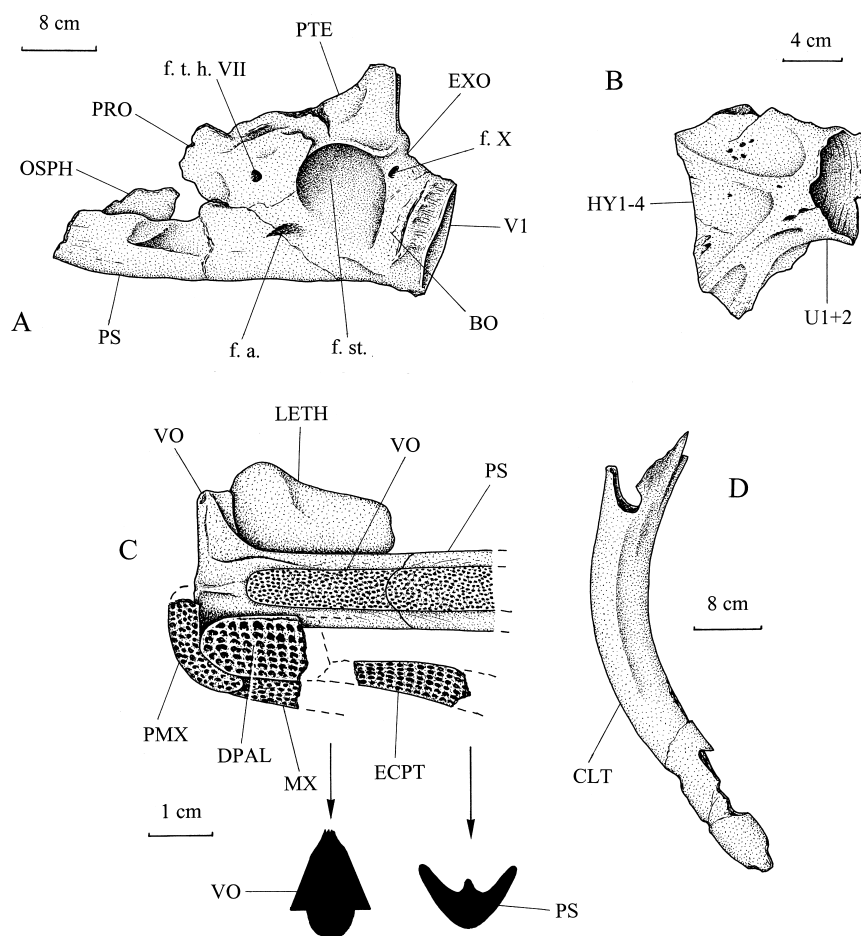 8 cm
PTE
4 cm
f. t. h. VII
B
EXO
PRO
f. X
OSPH
HY1-4
V1
A
PS
BO
U1+2
f. a.
f. st.
LETH
VO
VO
PS
D
C
8 cm
PMX
DPAL
MX
ECPT
CLT
1 cm
VO
PS